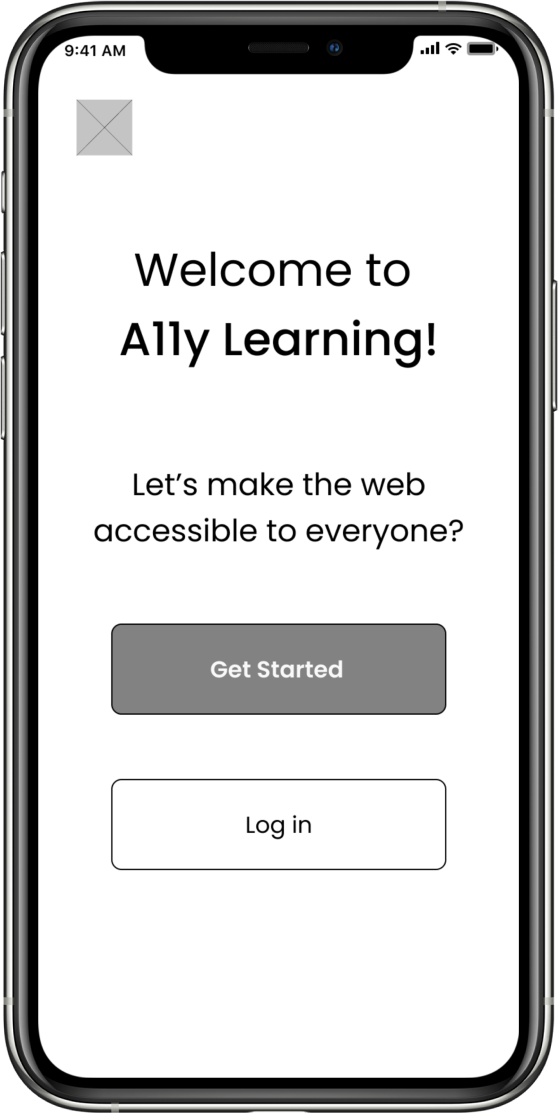 9:41 AM
Welcome to
A11y Learning!
Let’s make the web
accessible to everyone?
Get Started
Log in